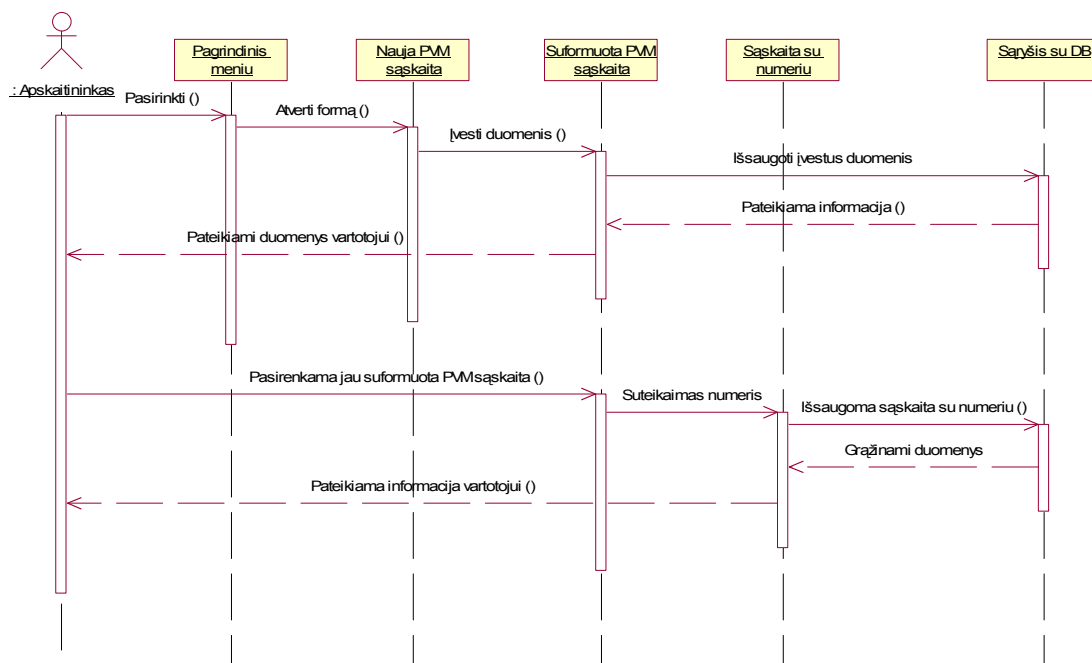 Pagrindinis
meniu
Nauja PVM
sąskaita
Suformuota PVM
sąskaita
Sąskaita su
numeriu
Sąryšis su DB
: Apskaitininkas
Pasirinkti ()
Atverti formą ()
Įvesti duomenis ()
Išsaugoti įvestus duomenis
Pateikiama informacija ()
Pateikiami duomenys vartotojui ()
Pasirenkama jau suformuota PVM sąskaita ()
Suteikaimas numeris
Išsaugoma sąskaita su numeriu ()
Grąžinami duomenys
Pateikiama informacija vartotojui ()